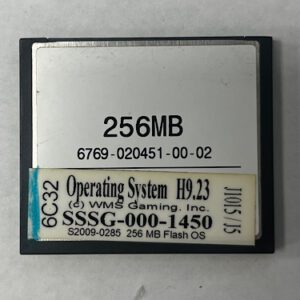 256MB
6769-020451-00-02
6C32
Operating System H9.23
(c) WMS Gaming. Inc.
SSSG-000-1450
S2009-0285 256 MB Flash OS
J1015/15